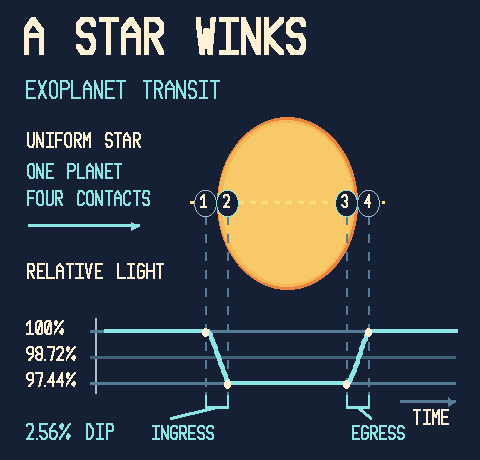 A STAR WINKS
EXOPLANET TRANSIT
UNIFORM STAR
ONE PLANET
FOUR CONTACTS
1 2 3 4
RELATIVE LIGHT
100%
98.72%
97.44%
TIME
2.56% DIP
INGRESS
EGRESS